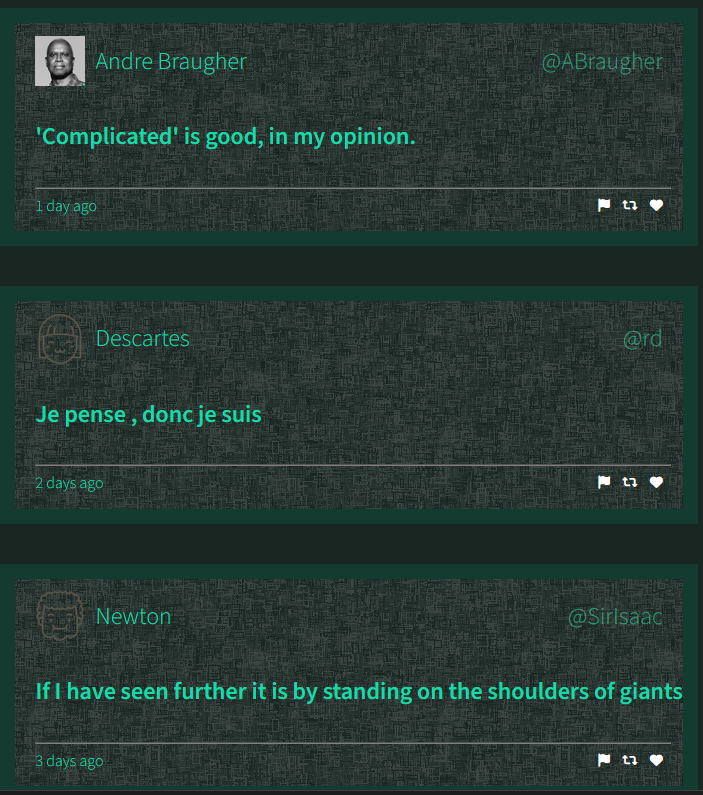 Andre Braugher @ABraugher
'Complicated' is good, in my opinion.
1 day ago
Descartes @rd
Je pense , donc je suis
2 days ago
Newton @SirIsaac
If I have seen further it is by standing on the shoulders of giants
3 days ago